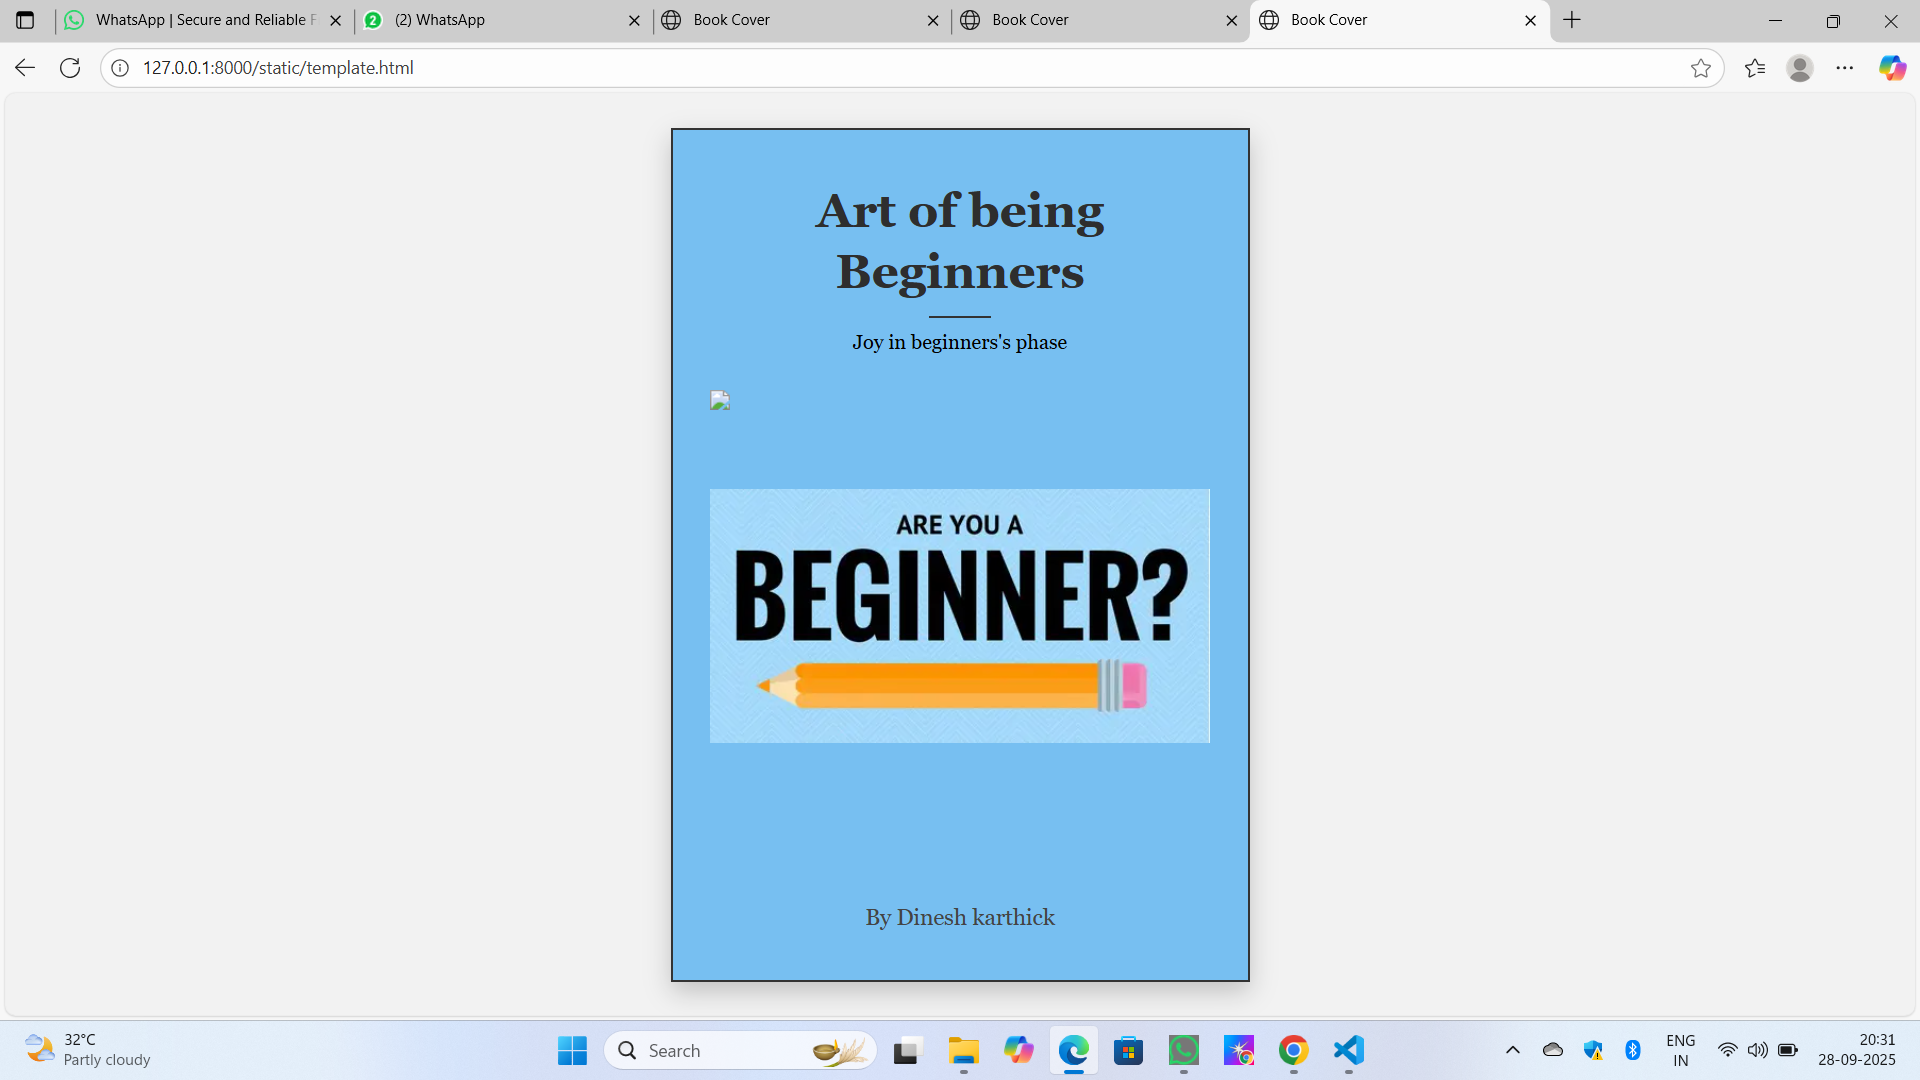 WhatsApp | Secure and Reliable F
(2) WhatsApp
Book Cover
Book Cover
Book Cover
127.0.0.1:8000/static/template.html
Art of being
Beginners
Joy in beginners's phase
ARE YOU A
BEGINNER?
By Dinesh karthick
32°C
Partly cloudy
Search
ENG
IN
20:31
28-09-2025